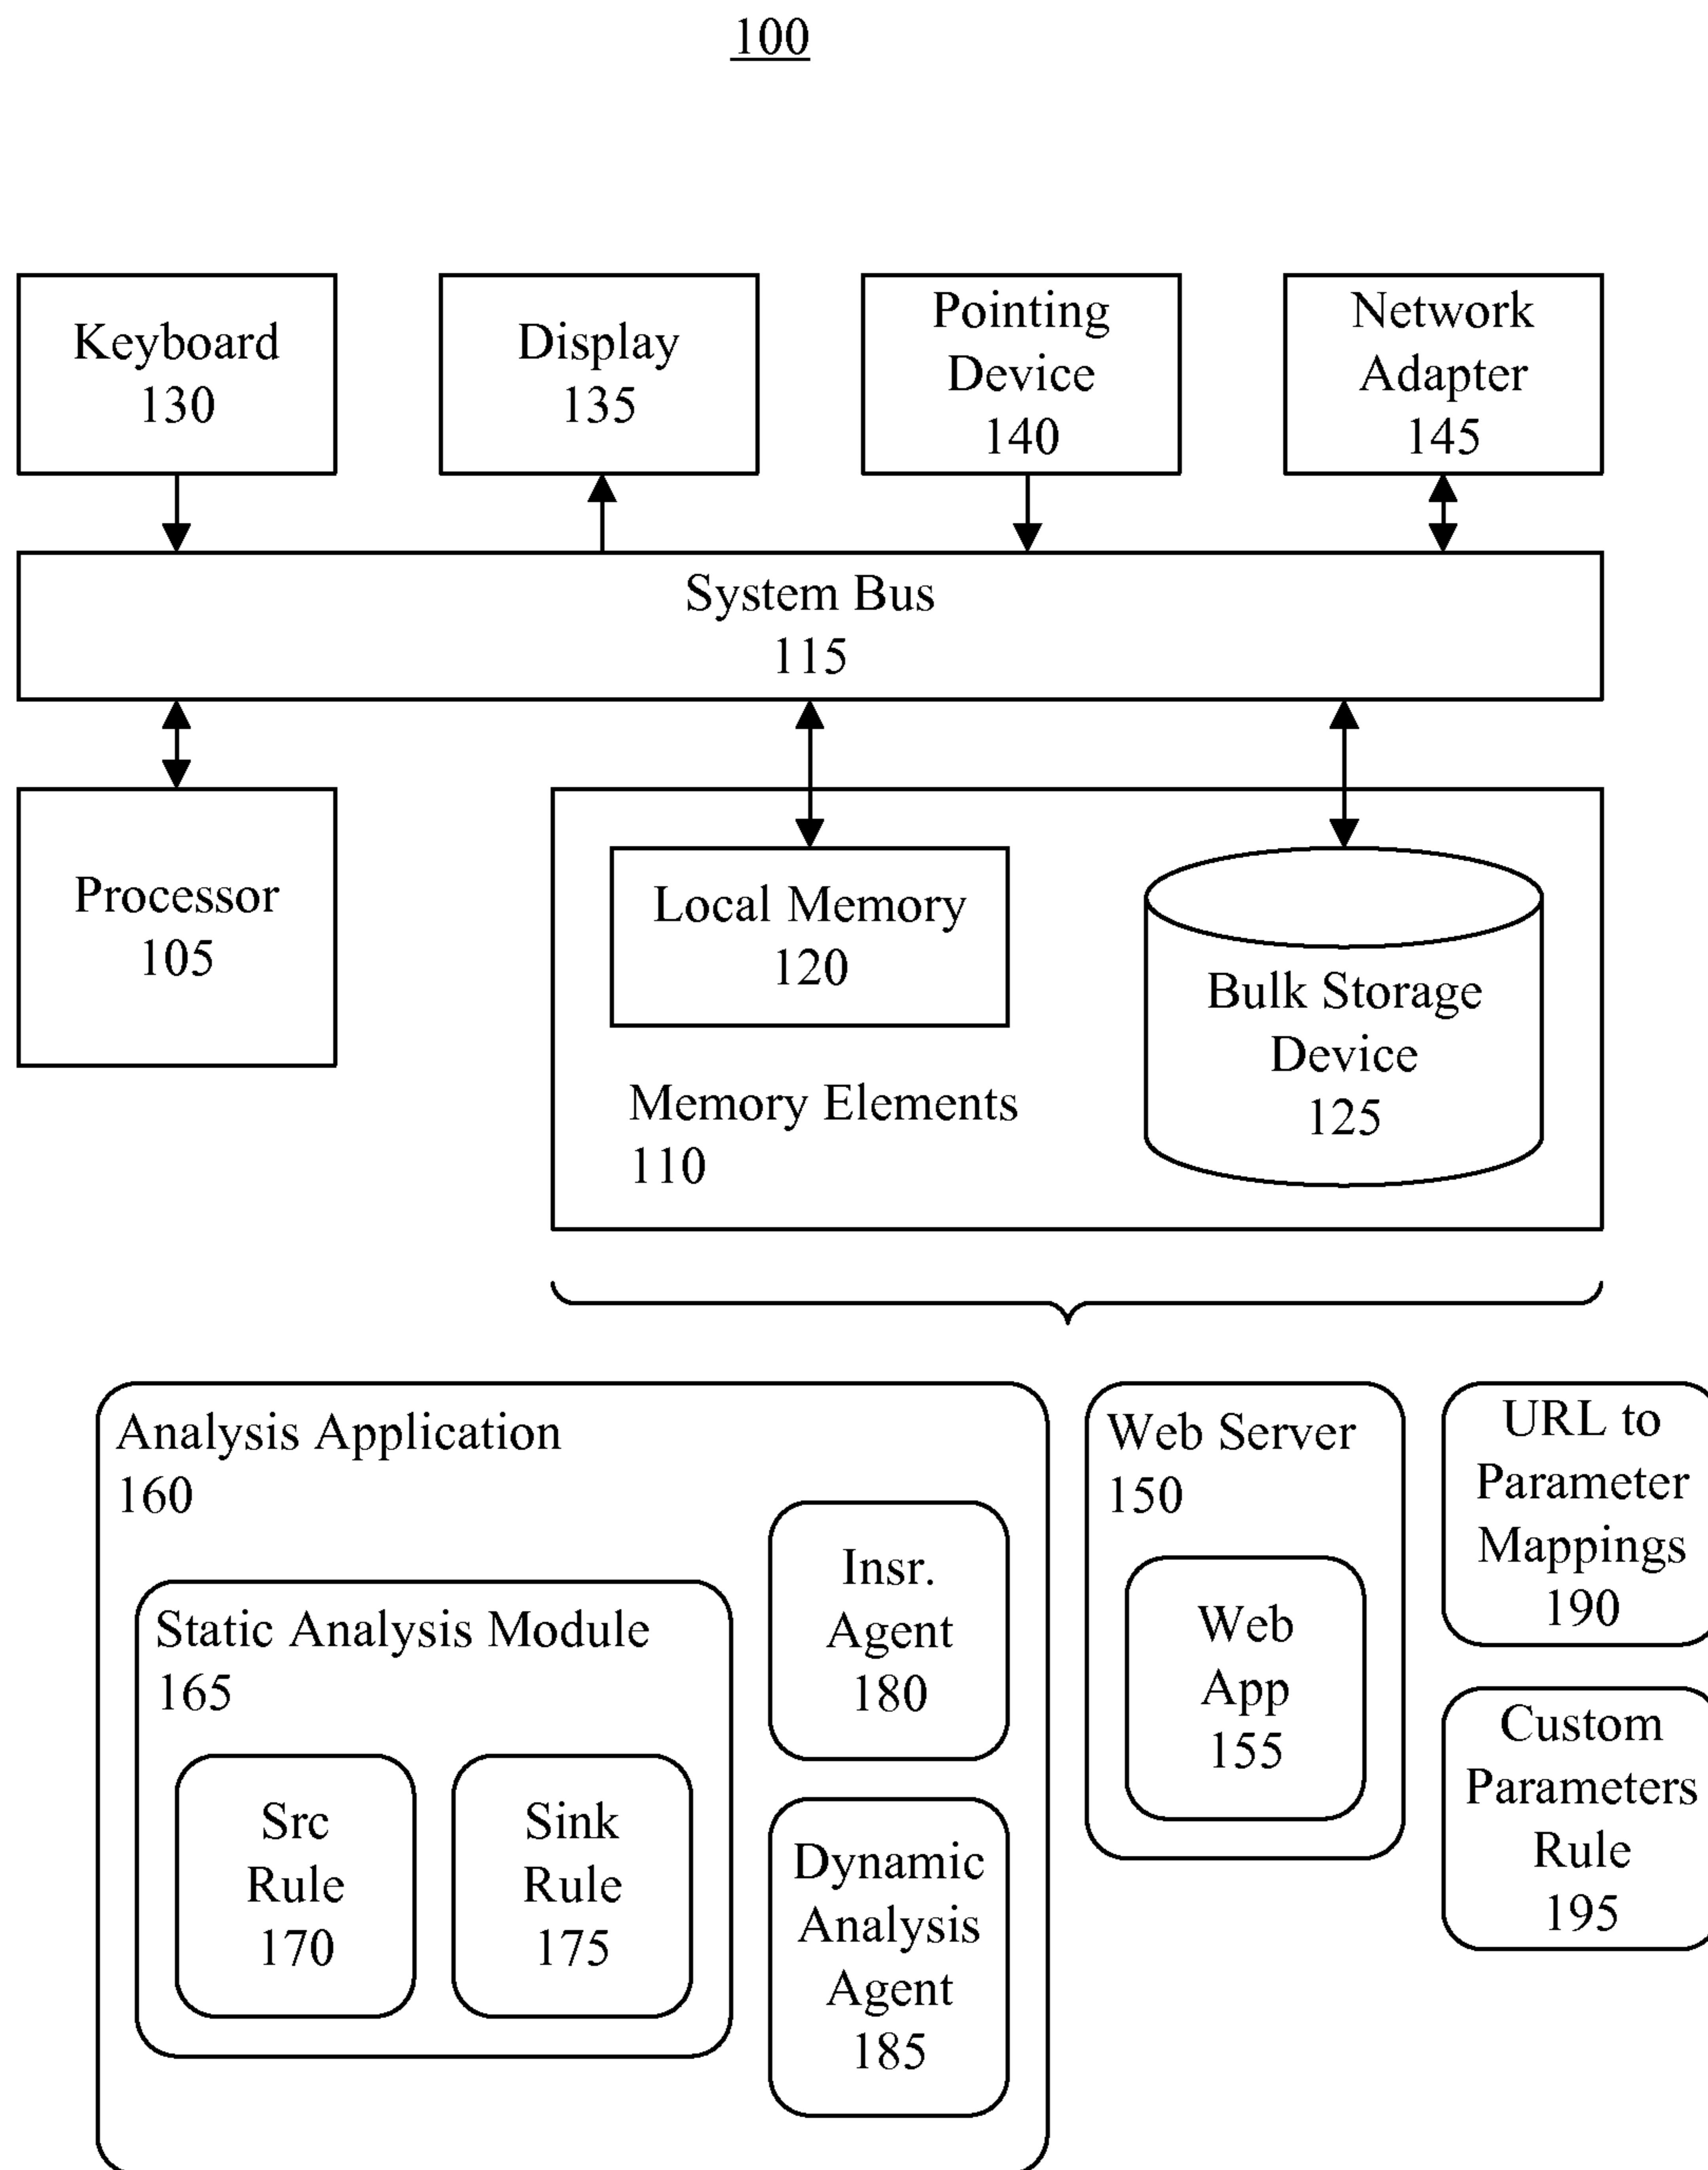 100
Keyboard
130
Display
135
Pointing
Device
140
Network
Adapter
145
System Bus
115
Processor
105
Local Memory
120
Bulk Storage
Device
125
Memory Elements
110
Analysis Application
160
Static Analysis Module
165
Src
Rule
170
Sink
Rule
175
Insr.
Agent
180
Dynamic
Analysis
Agent
185
Web Server
150
Web
App
155
URL to
Parameter
Mappings
190
Custom
Parameters
Rule
195